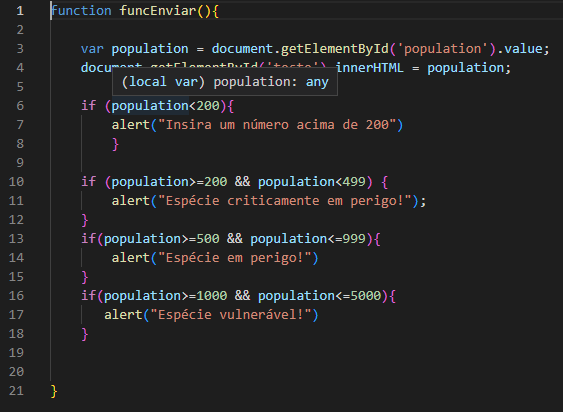 1 function funcEnviar(){
2
3 var population = document.getElementById('population').value;
4 document.getElementById('teste').innerHTML = population;
(local var) population: any
5
6 if (population<200){
7 alert("Insira um número acima de 200")
8 }
9
10 if (population>=200 && population<499) {
11 alert("Espécie criticamente em perigo!");
12 }
13 if(population>=500 && population<=999){
14 alert("Espécie em perigo!")
15 }
16 if(population>=1000 && population<=5000){
17 alert("Espécie vulnerável!")
18 }
19
20
21 }